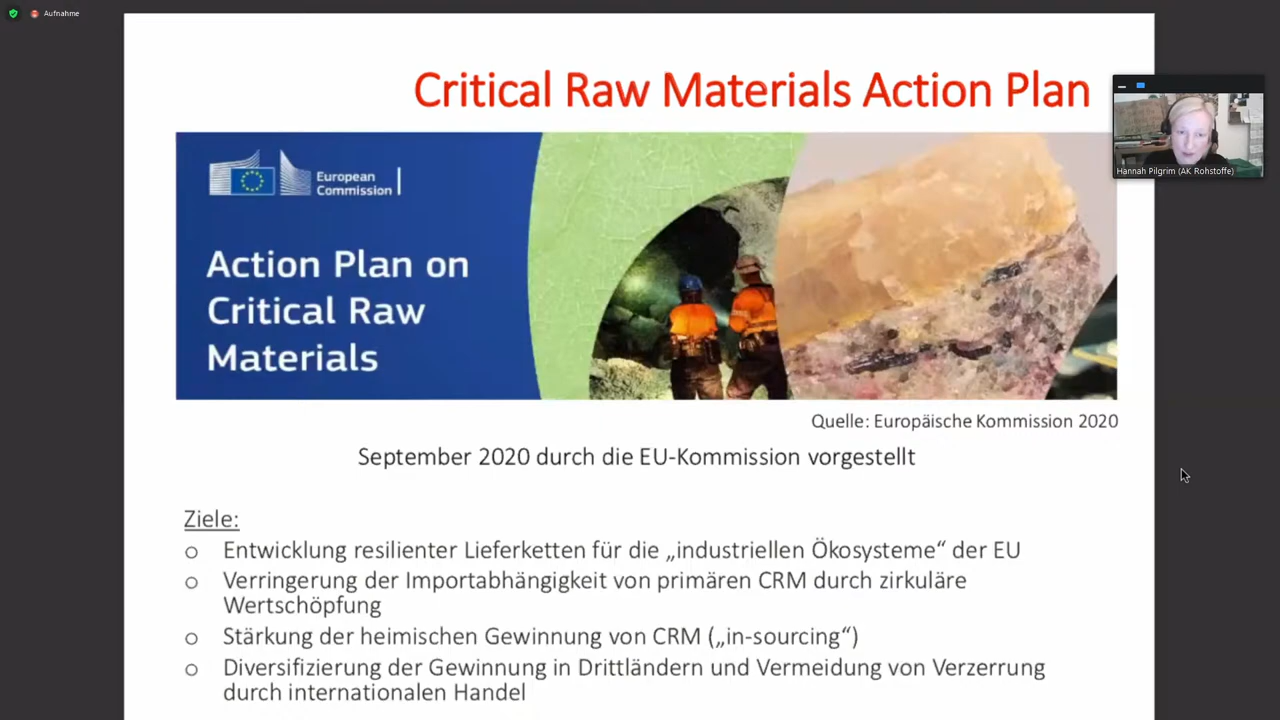 Aufnahme
Critical Raw Materials Action Plan
Hannah Pilgrim (AK Rohstoffe)
European
Commission
Action Plan on
Critical Raw
Materials
Quelle: Europäische Kommission 2020
September 2020 durch die EU-Kommission vorgestellt
Ziele:
o Entwicklung resilienter Lieferketten für die „industriellen Ökosysteme“ der EU
o Verringerung der Importabhängigkeit von primären CRM durch zirkuläre
Wertschöpfung
o Stärkung der heimischen Gewinnung von CRM („in-sourcing“)
o Diversifizierung der Gewinnung in Drittländern und Vermeidung von Verzerrung
durch internationalen Handel